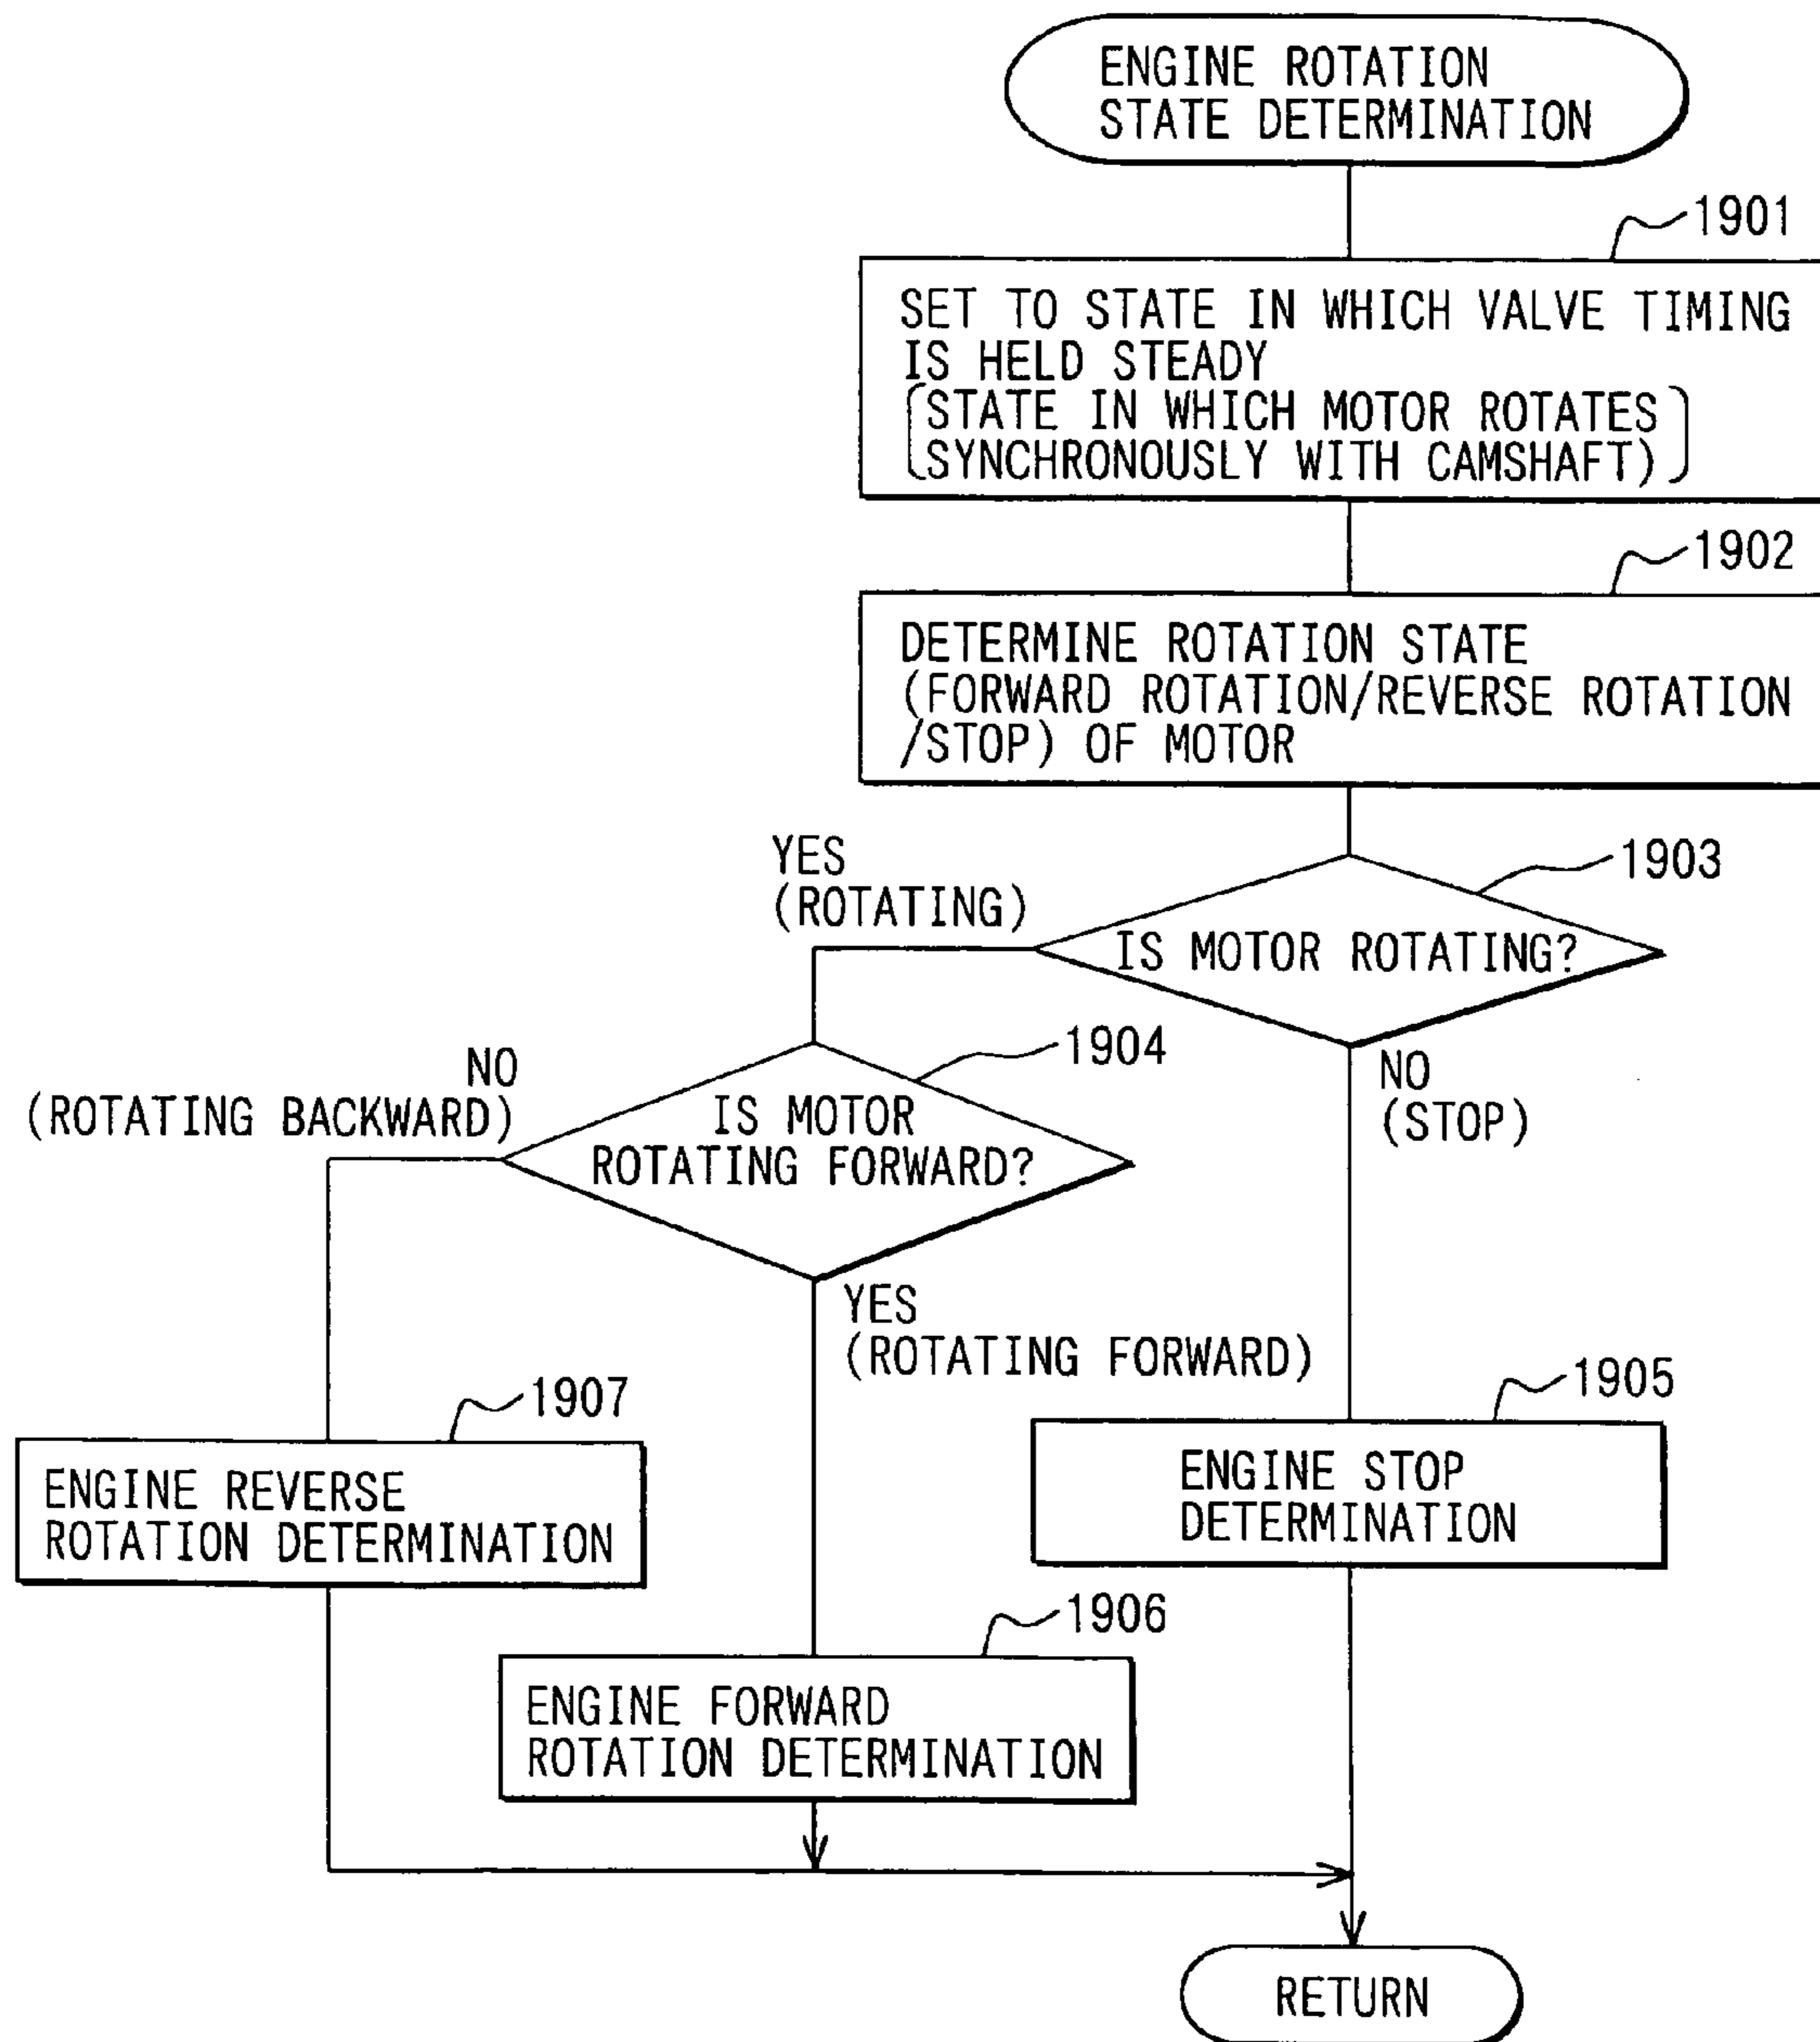 ENGINE ROTATION
STATE DETERMINATION
1901
SET TO STATE IN WHICH VALVE TIMING
IS HELD STEADY
(STATE IN WHICH MOTOR ROTATES
SYNCHRONOUSLY WITH CAMSHAFT))
1902
DETERMINE ROTATION STATE
(FORWARD ROTATION/REVERSE ROTATION
/STOP) OF MOTOR
YES
(ROTATING)
1903
IS MOTOR ROTATING?
1904
NO
(ROTATING BACKWARD)
IS MOTOR
ROTATING FORWARD?
NO
(STOP)
YES
(ROTATING FORWARD)
1907
ENGINE REVERSE
ROTATION DETERMINATION
1905
ENGINE STOP
DETERMINATION
1906
ENGINE FORWARD
ROTATION DETERMINATION
RETURN